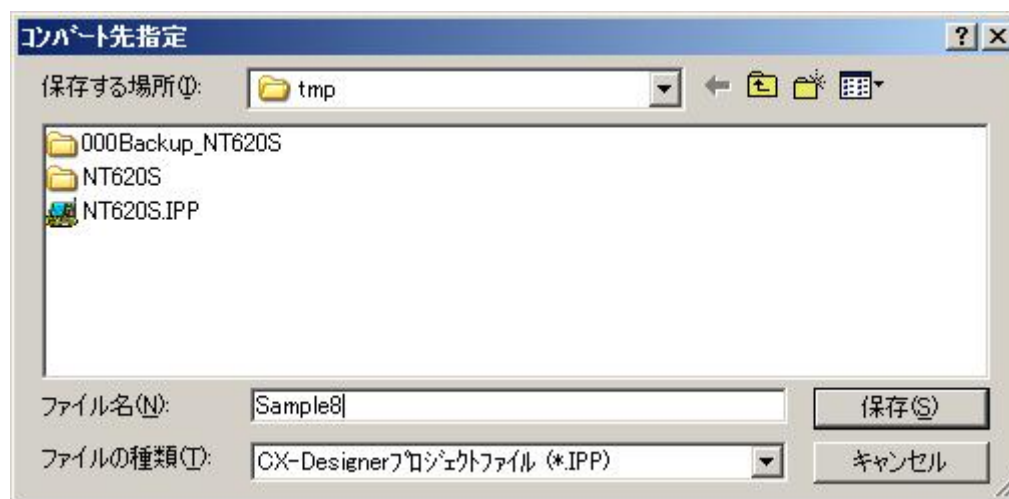 コンバート先指定
保存する場所(I): tmp
000Backup_NT620S
NT620S
NT620S.IPP
ファイル名(N): Sample8 保存(S)
ファイルの種類(T): CX-Designerプロジェクトファイル (*.IPP) キャンセル